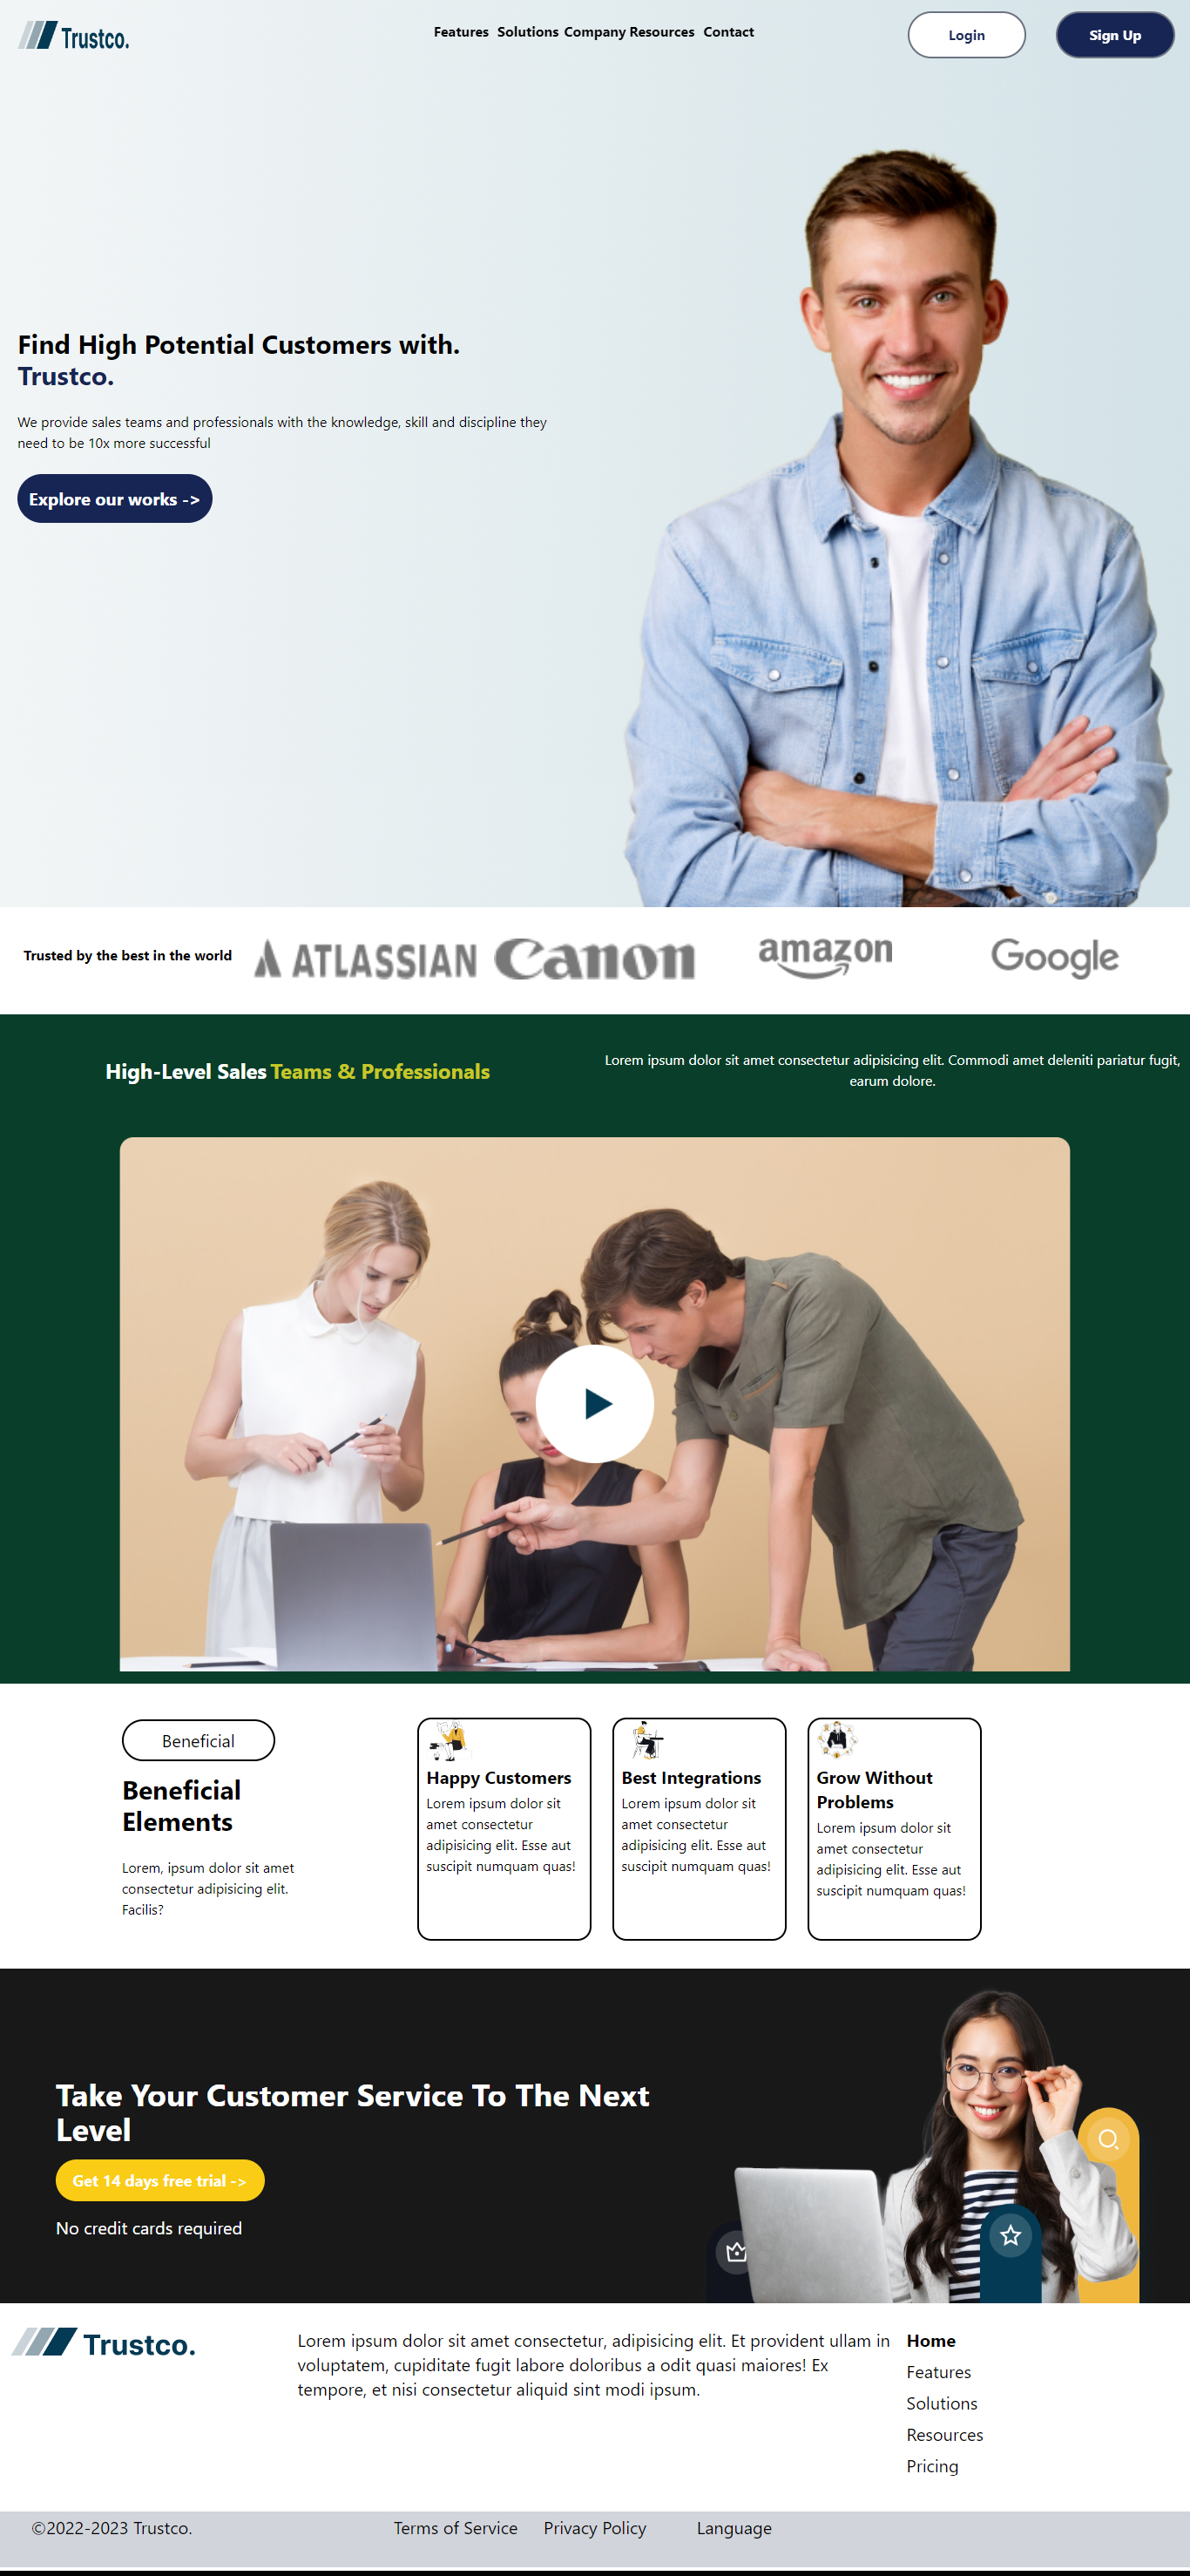 Trustco.
Features Solutions Company Resources Contact
Login
Sign Up
Find High Potential Customers with.
Trustco.
We provide sales teams and professionals with the knowledge, skill and discipline they
need to be 10x more successful
Explore our works ->
Trusted by the best in the world
ATLASSIAN
Canon
amazon
Google
High-Level Sales Teams & Professionals
Lorem ipsum dolor sit amet consectetur adipisicing elit. Commodi amet deleniti pariatur fugit,
earum dolore.
Beneficial
Beneficial
Elements
Lorem, ipsum dolor sit amet
consectetur adipisicing elit.
Facilis?
Happy Customers
Lorem ipsum dolor sit
amet consectetur
adipisicing elit. Esse aut
suscipit numquam quas!
Best Integrations
Lorem ipsum dolor sit
amet consectetur
adipisicing elit. Esse aut
suscipit numquam quas!
Grow Without
Problems
Lorem ipsum dolor sit
amet consectetur
adipisicing elit. Esse aut
suscipit numquam quas!
Take Your Customer Service To The Next
Level
Get 14 days free trial ->
No credit cards required
Trustco.
Lorem ipsum dolor sit amet consectetur, adipisicing elit. Et provident ullam in
voluptatem, cupiditate fugit labore doloribus a odit quasi maiores! Ex
tempore, et nisi consectetur aliquid sint modi ipsum.
Home
Features
Solutions
Resources
Pricing
©2022-2023 Trustco.
Terms of Service
Privacy Policy
Language